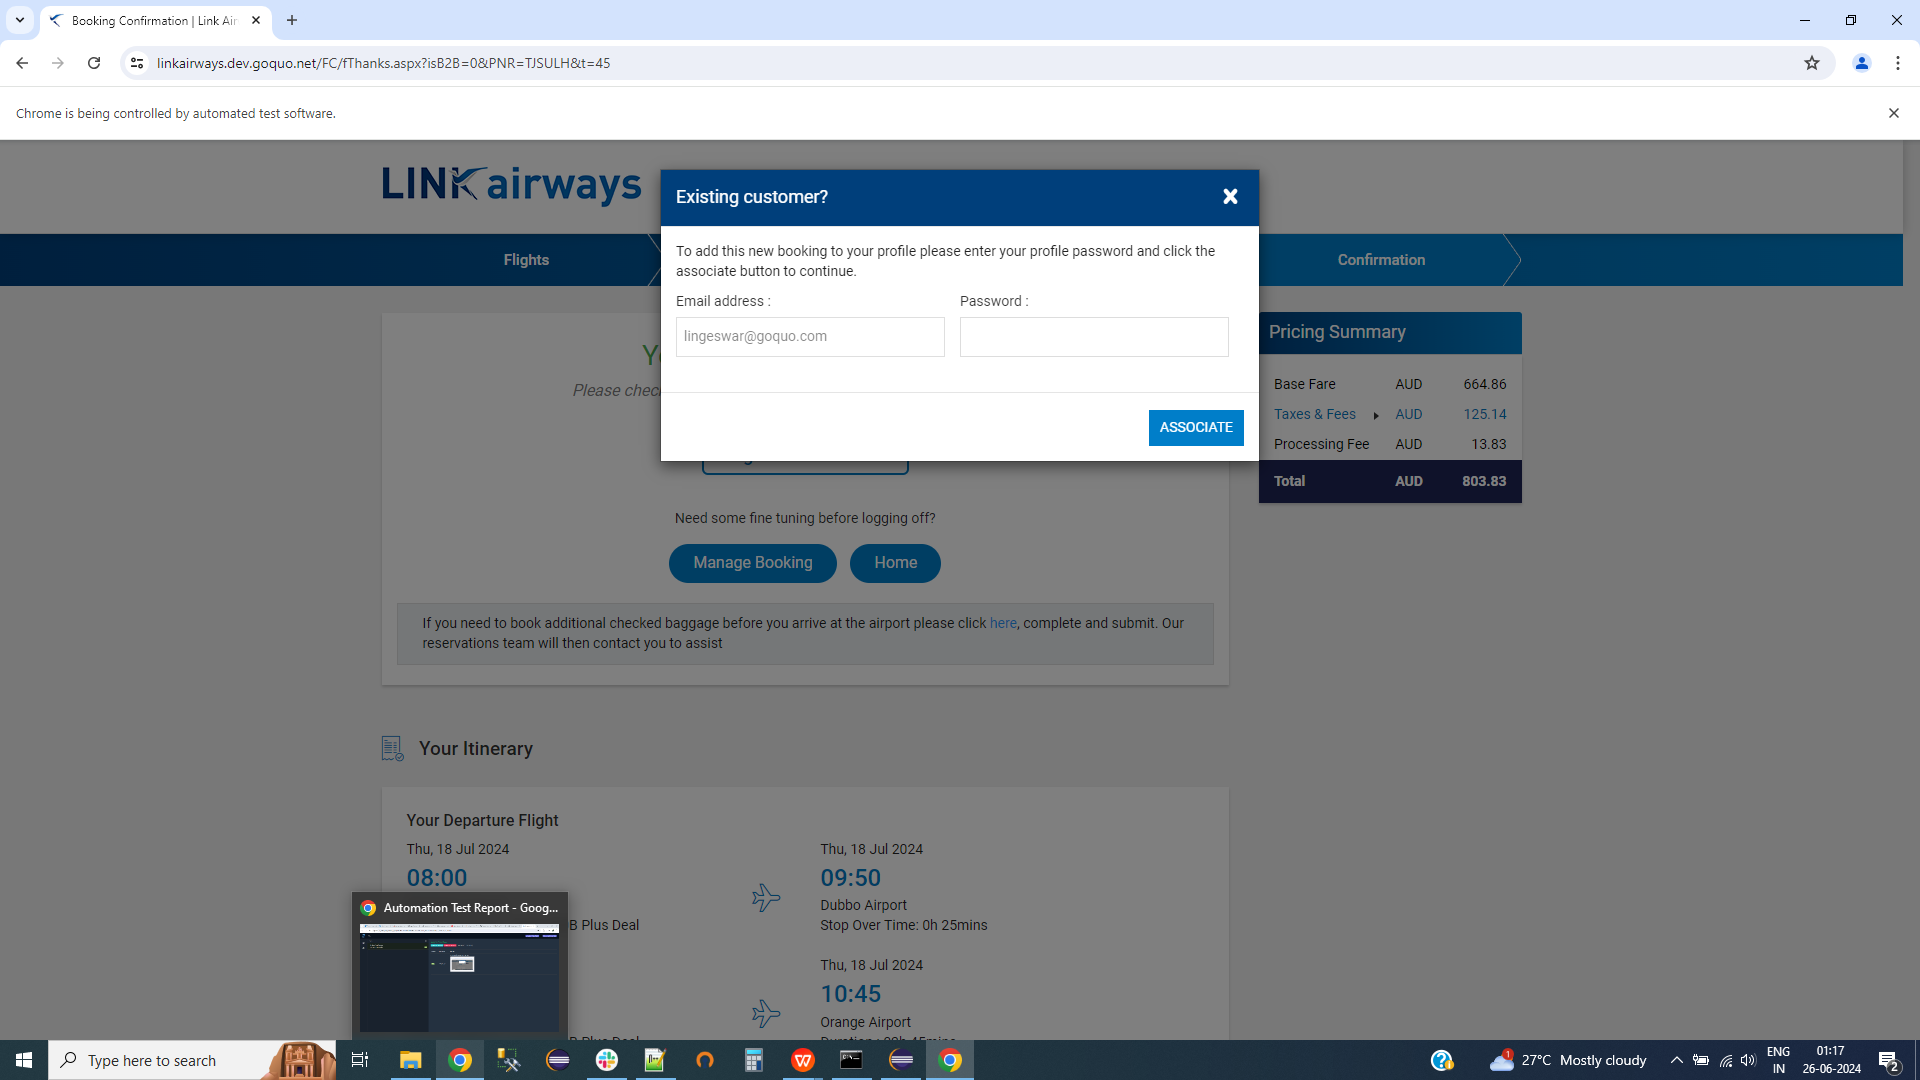 Booking Confirmation | Link Air
linkairways.dev.goquo.net/FC/fThanks.aspx?isB2B=0&PNR=TJSULH&t=45
Chrome is being controlled by automated test software.
LINK airways
Existing customer?
To add this new booking to your profile please enter your profile password and click the
associate button to continue.
Email address :
Password :
lingeswar@goquo.com
ASSOCIATE
Flights
Confirmation
Please chec
Need some fine tuning before logging off?
Manage Booking
Home
If you need to book additional checked baggage before you arrive at the airport please click here, complete and submit. Our
reservations team will then contact you to assist
Pricing Summary
Base Fare AUD 664.86
Taxes & Fees AUD 125.14
Processing Fee AUD 13.83
Total AUD 803.83
Your Itinerary
Your Departure Flight
Thu, 18 Jul 2024
08:00
B Plus Deal
Thu, 18 Jul 2024
09:50
Dubbo Airport
Stop Over Time: 0h 25mins
Thu, 18 Jul 2024
10:45
Orange Airport
Automation Test Report - Goog...
Type here to search
1
27°C Mostly cloudy
ENG
IN
01:17
26-06-2024
2